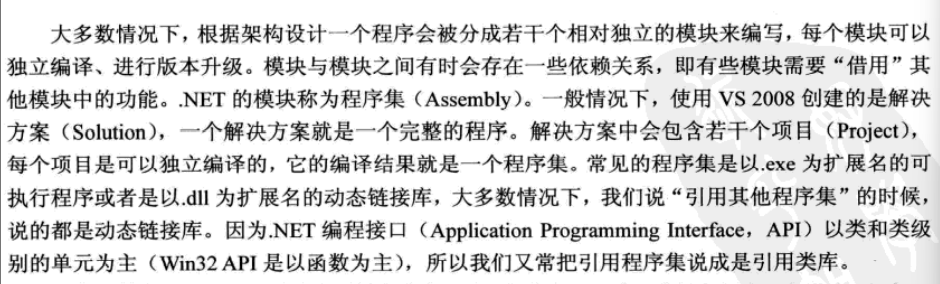 大多数情况下，根据架构设计一个程序会被分成若干个相对独立的模块来编写，每个模块可以
独立编译、进行版本升级。模块与模块之间有时会存在一些依赖关系，即有些模块需要“借用”其
他模块中的功能。.NET 的模块称为程序集（Assembly）。一般情况下，使用 VS 2008 创建的是解决
方案（Solution），一个解决方案就是一个完整的程序。解决方案中会包含若干个项目（Project），
每个项目是可以独立编译的，它的编译结果就是一个程序集。常见的程序集是以.exe 为扩展名的可
执行程序或者是以.dll 为扩展名的动态链接库，大多数情况下，我们说“引用其他程序集”的时候，
说的都是动态链接库。因为.NET 编程接口（Application Programming Interface，API）以类和类级
别的单元为主（Win32 API 是以函数为主），所以我们又常把引用程序集说成是引用类库。